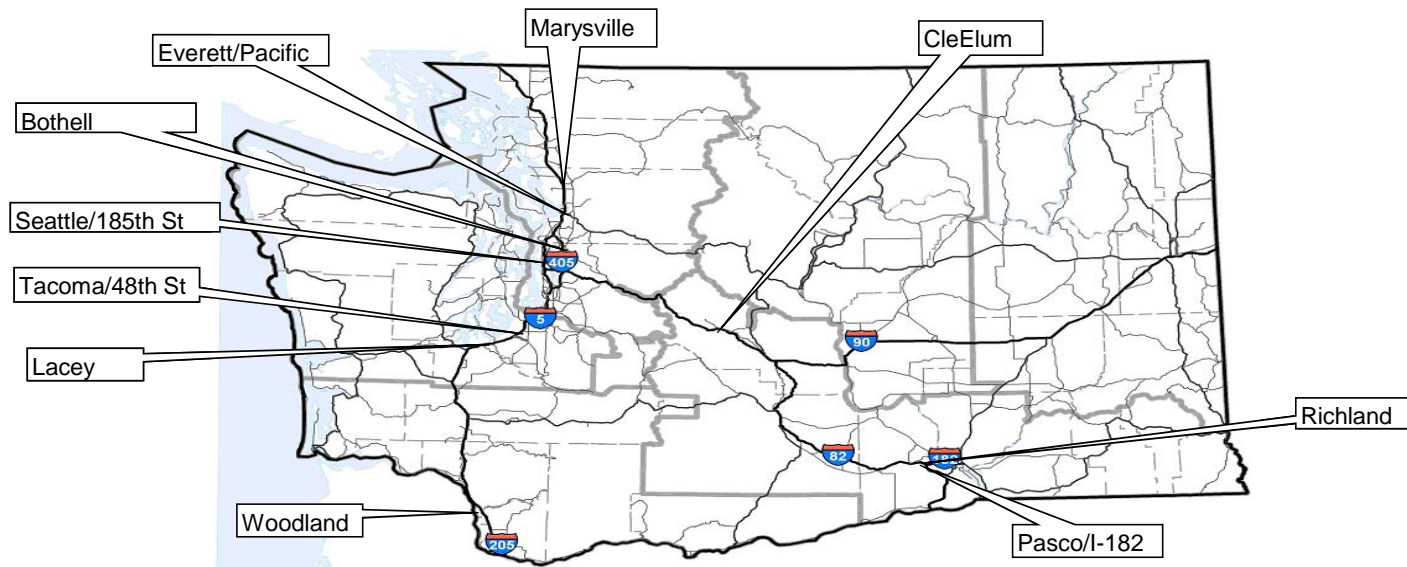 Marysville
Everett/Pacific
CleElum
Bothell
Seattle/185th St
405
Tacoma/48th St
5
90
Lacey
Richland
82
182
Woodland
205
Pasco/I-182